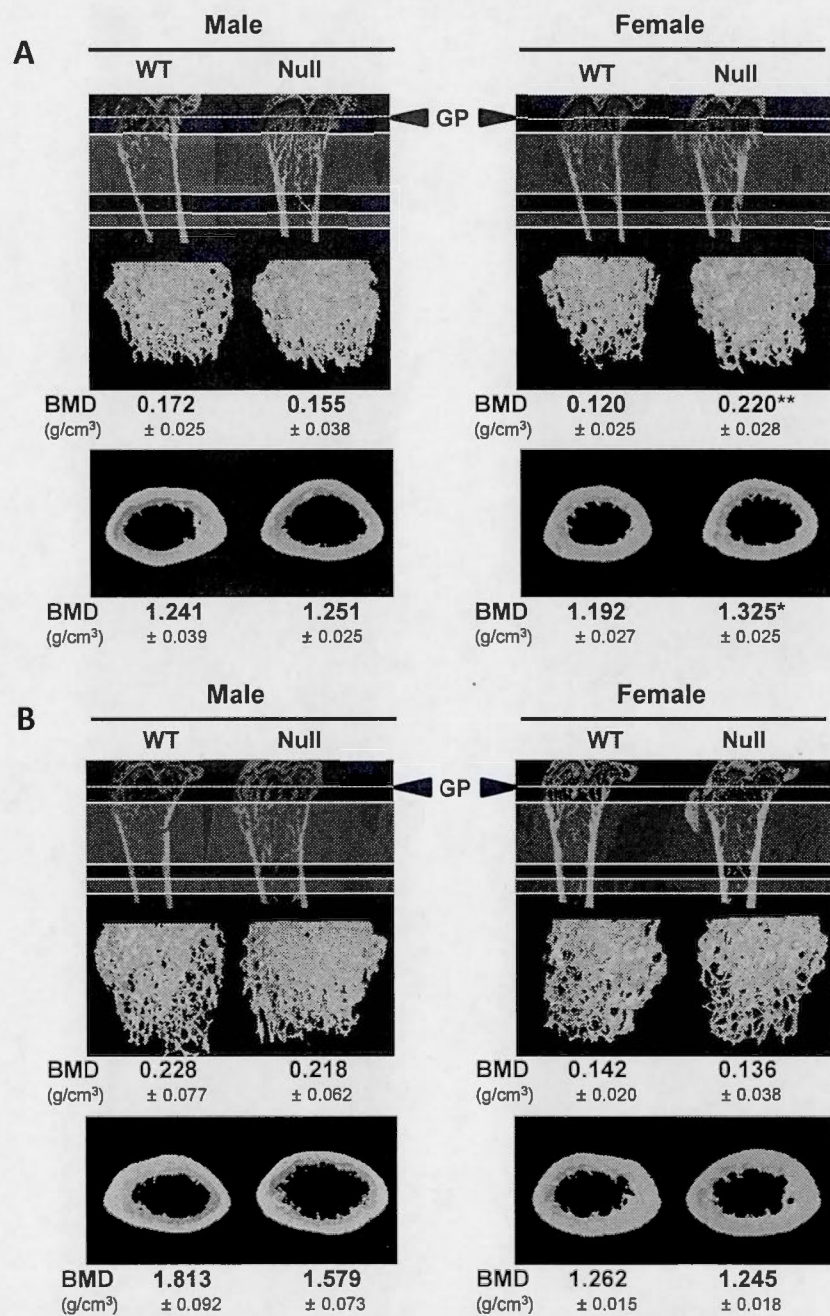 A
Male Female
WT Null WT Null
GP
BMD 0.172 0.155 BMD 0.120 0.220**
(g/cm³) ± 0.025 ± 0.038 (g/cm³) ± 0.025 ± 0.028
BMD 1.241 1.251 BMD 1.192 1.325*
(g/cm³) ± 0.039 ± 0.025 (g/cm³) ± 0.027 ± 0.025
B
Male Female
WT Null WT Null
GP
BMD 0.228 0.218 BMD 0.142 0.136
(g/cm³) ± 0.077 ± 0.062 (g/cm³) ± 0.020 ± 0.038
BMD 1.813 1.579 BMD 1.262 1.245
(g/cm³) ± 0.092 ± 0.073 (g/cm³) ± 0.015 ± 0.018